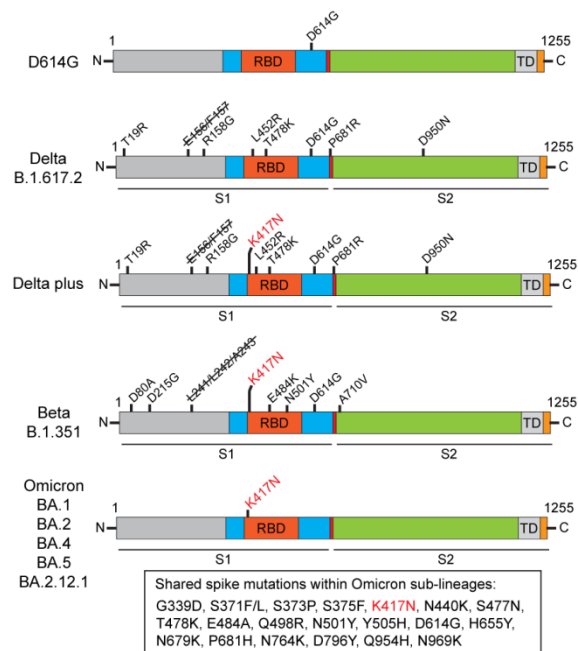 1 D614G 1255
D614G N RBD TD C
T19R E156/F157 R158G L452R T478K D614G P681R D950N
1 1255
Delta
B.1.617.2
N RBD TD C
S1 S2
K417N
T19R E156/F157 R158G L452R T478K D614G P681R D950N
1 1255
Delta plus N RBD TD C
S1 S2
D80A D215G L241/L242/A243 K417N E484K N501Y D614G A710V
1 1255
Beta
B.1.351
N RBD TD C
S1 S2
Omicron
BA.1
BA.2
BA.4
BA.5
BA.2.12.1
1 K417N 1255
N RBD TD C
S1 S2
Shared spike mutations within Omicron sub-lineages:
G339D, S371F/L, S373P, S375F, K417N, N440K, S477N,
T478K, E484A, Q498R, N501Y, Y505H, D614G, H655Y,
N679K, P681H, N764K, D796Y, Q954H, N969K